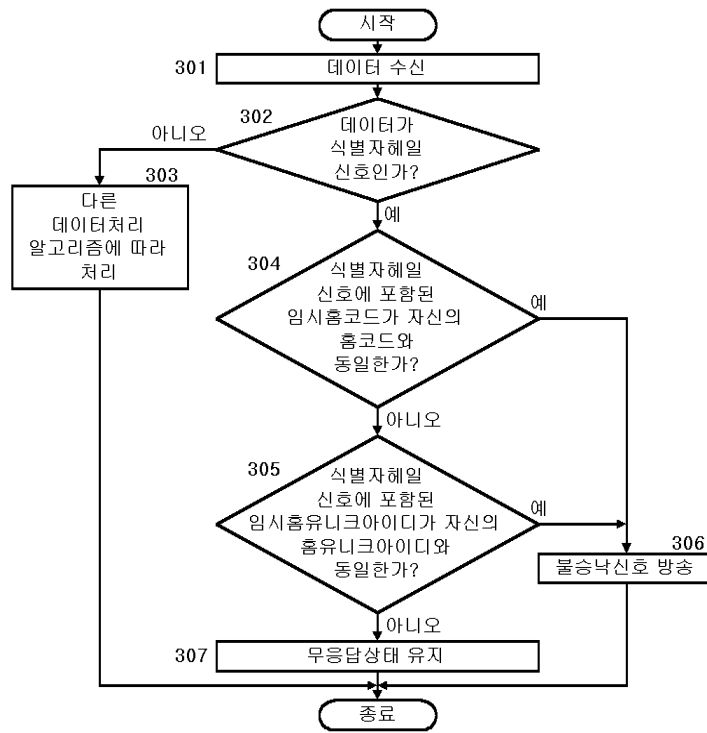 시작
301
데이터 수신
302
데이터가
식별자헤일
신호인가?
아니오
303
다른
데이터처리
알고리즘에 따라
처리
예
304
식별자헤일
신호에 포함된
임시홈코드가 자신의
홈코드와
동일한가?
예
아니오
305
식별자헤일
신호에 포함된
임시홈유니크아이디가 자신의
홈유니크아이디와
동일한가?
예
306
불승낙신호 방송
아니오
307
무응답상태 유지
종료